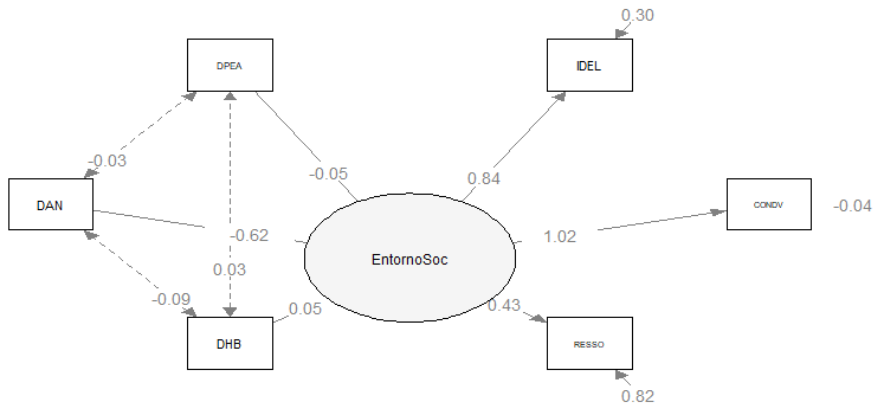 0.30
DPEA
IDEL
-0.03
-0.05
0.84
DAN
CONDV
-0.04
-0.62
1.02
EntornoSoc
0.03
-0.09
0.05
0.43
DHB
RESSO
0.82